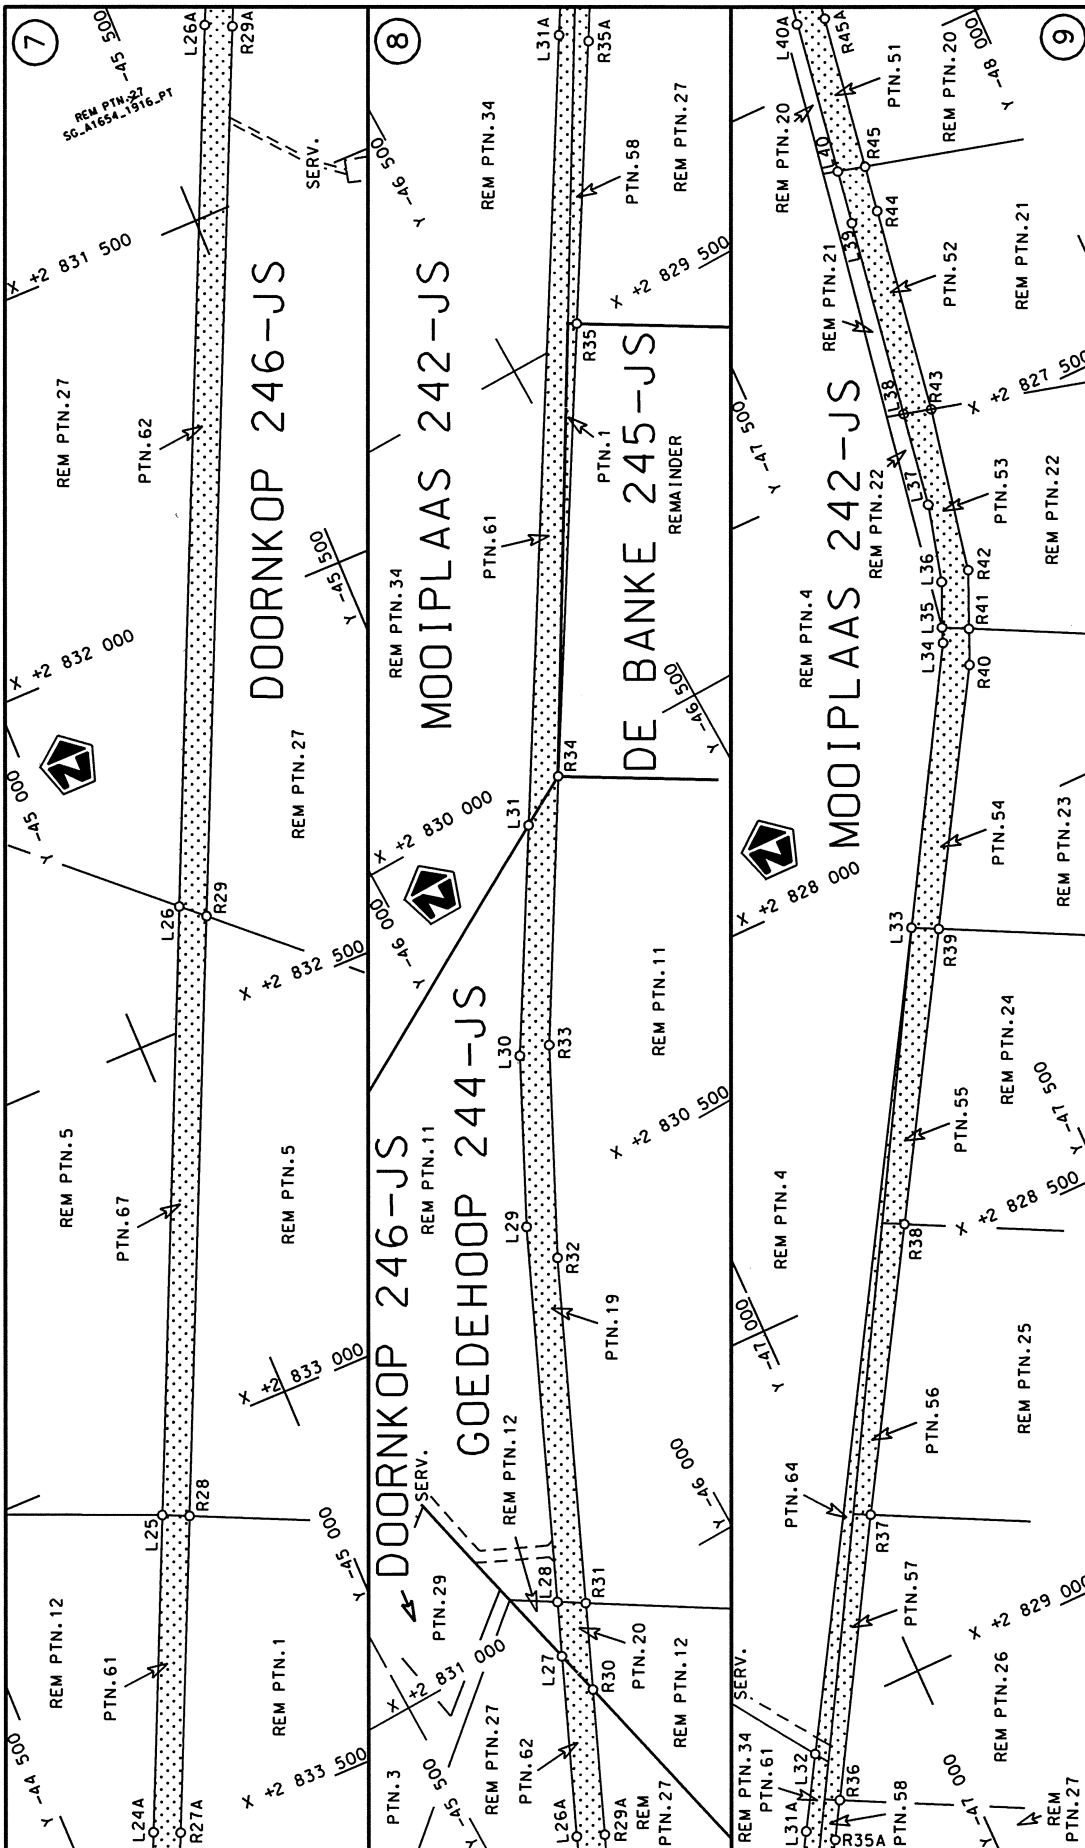 7
L24A
R27A
Y -44 500
REM PTN.12
PTN.61
REM PTN.1
X +2 833 500
L25
R28
Y -45 000
X +2 833 000
REM PTN.5
PTN.67
REM PTN.5
X +2 832 500
L26
R29
Y -45 000
X +2 832 000
REM PTN.27
DOORNKOP 246-JS
Y -45 500
REM PTN.27
PTN.62
X +2 831 500
SERV.
REM PTN.27
SG_A1654_1916_PT
-45 500
L26A
R29A
8
L26A
R29A
REM
PTN.27
PTN.3
Y -45 500
REM PTN.27
PTN.62
X +2 831 000
L27
R30
PTN.29
PTN.20
REM PTN.12
L28
R31
REM PTN.12
SERV.
DOORNKOP 246-JS
REM PTN.11
GOEDEHOOP 244-JS
Y -46 000
PTN.19
L29
R32
X +2 830 500
L30
R33
REM PTN.11
Y -46 000
X +2 830 000
L31
R34
Y -46 500
REM PTN.34
MOOIPLAAS 242-JS
PTN.61
DE BANKE 245-JS
REMAINDER
PTN.1
R35
X +2 829 500
Y -46 500
REM PTN.34
PTN.58
REM PTN.27
L31A
R35A
9
L31A
R35A
REM PTN.34
PTN.61
L32
R36
PTN.58
SERV.
Y -47 000
REM
PTN.27
REM PTN.26
X +2 829 000
PTN.57
PTN.64
R37
PTN.56
REM PTN.25
Y -47 000
REM PTN.4
R38
X +2 828 500
PTN.55
REM PTN.24
Y -47 500
L33
R39
X +2 828 000
PTN.54
REM PTN.23
MOOIPLAAS 242-JS
REM PTN.4
L34
L35
L36
R40
R41
R42
REM PTN.22
L37
PTN.53
REM PTN.22
Y -47 500
L38
R43
X +2 827 500
REM PTN.21
PTN.52
REM PTN.21
L39
R44
L40
R45
REM PTN.20
PTN.51
REM PTN.20
Y -48 000
L40A
R45A